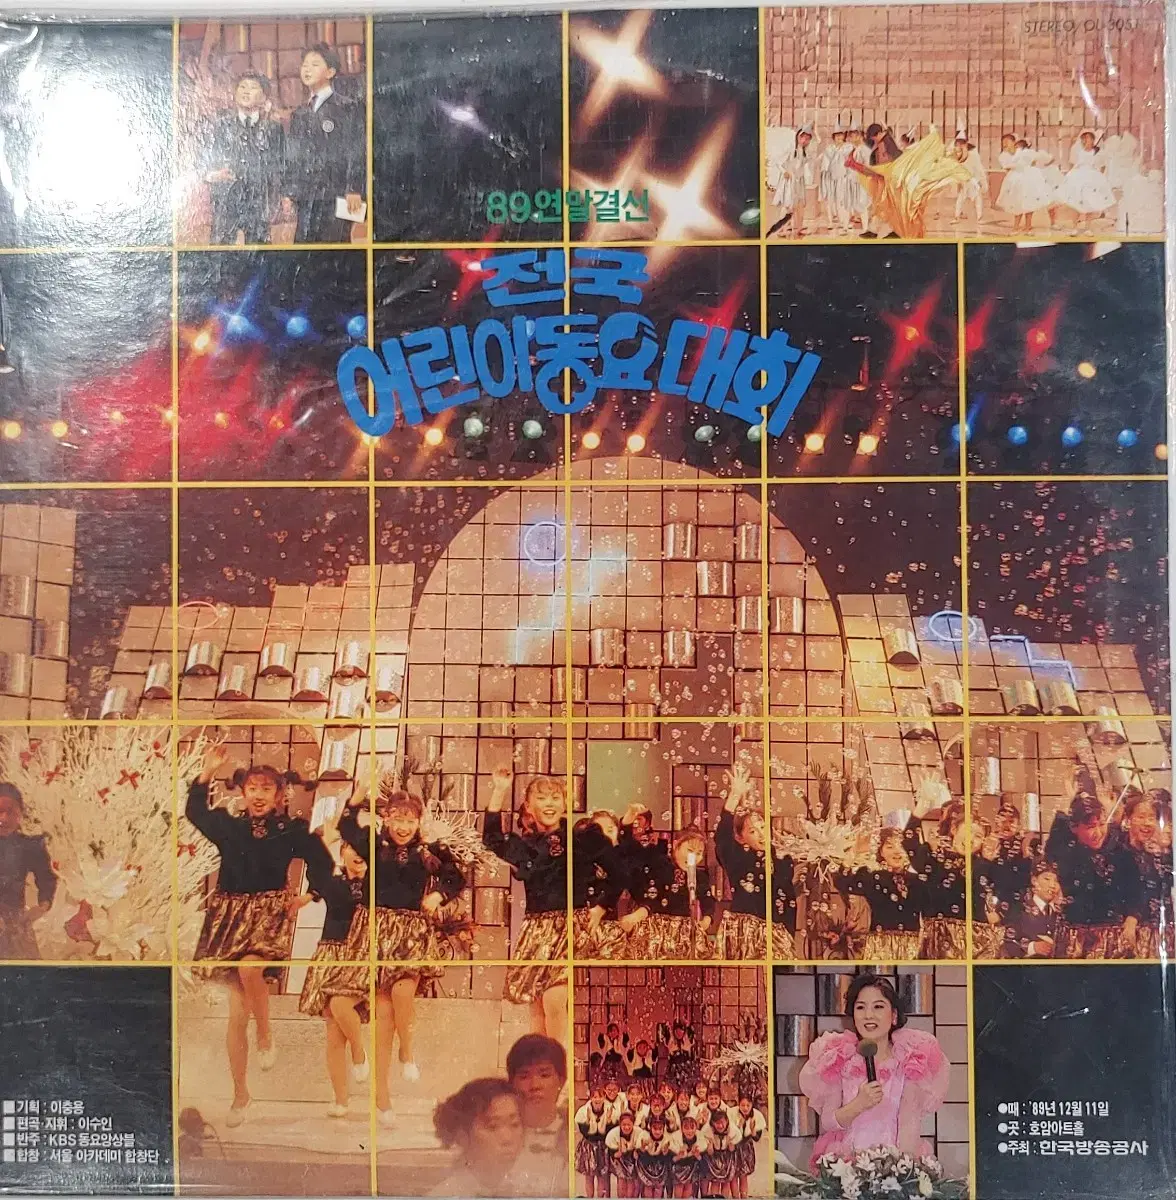 STEREO/OL-3051
'89.연말결선
전국
어린이동요대회
■기획 : 이충용
■편곡·지휘 : 이수인
■반주 : KBS 동요앙상블
■합창 : 서울 아카데미 합창단
●때 : '89년 12월 11일
●곳 : 호암아트홀
●주최 : 한국방송공사